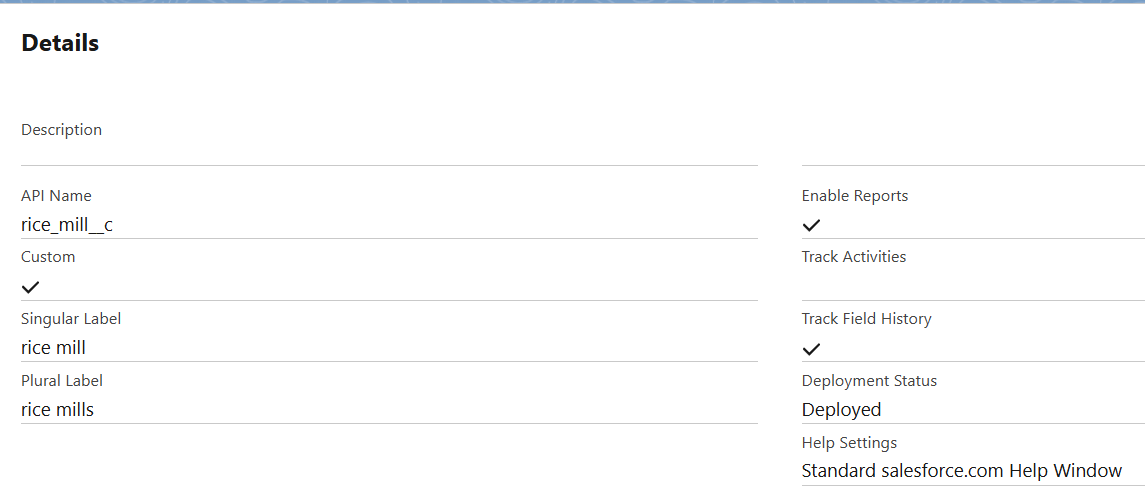 Details
Description
API Name
rice_mill__c
Custom
Singular Label
rice mill
Plural Label
rice mills
Enable Reports
Track Activities
Track Field History
Deployment Status
Deployed
Help Settings
Standard salesforce.com Help Window